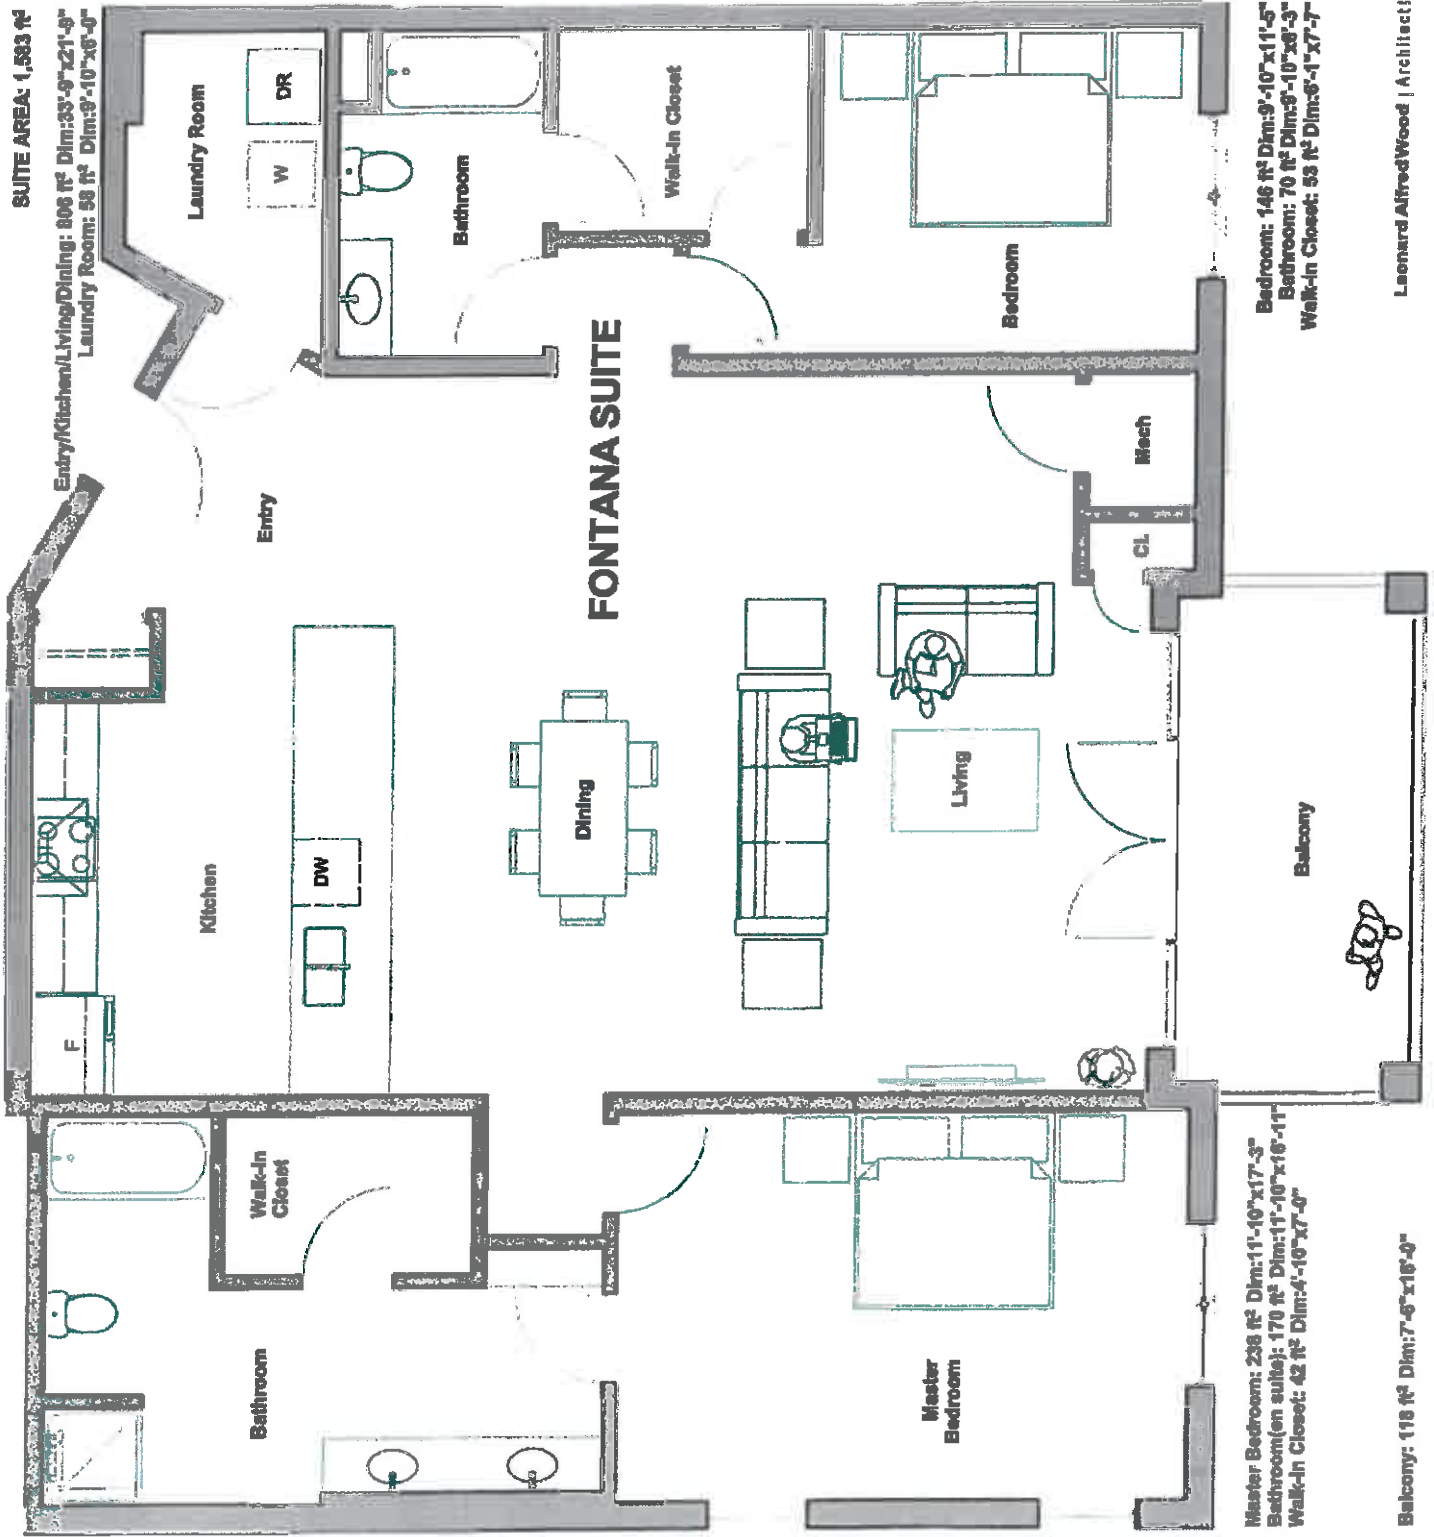 SUITE AREA: 1,583 ft²
Entry/Kitchen/Living/Dining: 806 ft² Dim:33'-9"x21'-9"
Laundry Room: 58 ft² Dim:9'-10"x6'-0"
Laundry Room
DR
W
F
Kitchen
DW
Entry
Bathroom
Walk-in
Closet
Bathroom
Walk-in Closet
Dining
FONTANA SUITE
Master
Bedroom
Living
Bedroom
CL
Mech
Balcony
Master Bedroom: 238 ft² Dim:11'-10"x17'-3"
Bathroom(en suite): 170 ft² Dim:11'-10"x16'-11"
Walk-in Closet: 42 ft² Dim:4'-10"x7'-0"
Balcony: 118 ft² Dim:7'-6"x16'-0"
Bedroom: 146 ft² Dim:9'-10"x11'-5"
Bathroom: 70 ft² Dim:9'-10"x8'-3"
Walk-in Closet: 53 ft² Dim:6'-1"x7'-7"
Leonard Alfred Wood | Architect